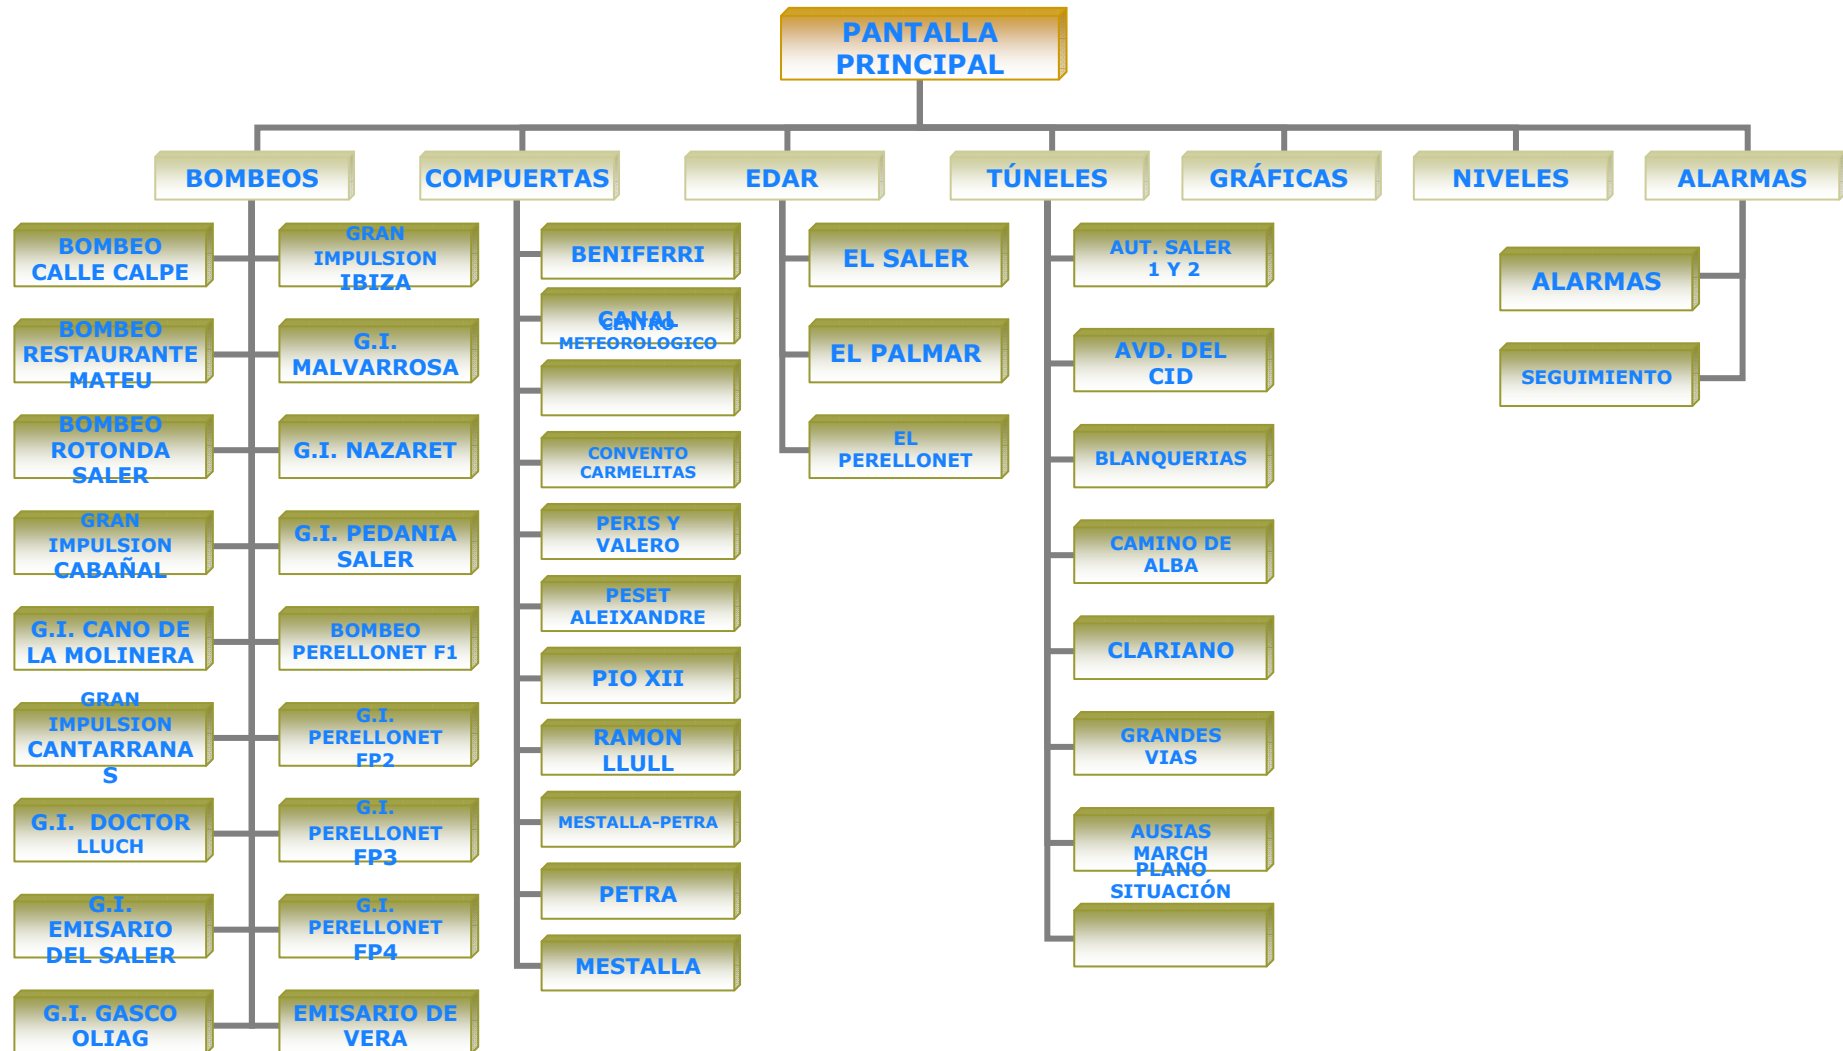 PANTALLA
PRINCIPAL
BOMBEOS
COMPUERTAS
EDAR
TÚNELES
GRÁFICAS
NIVELES
ALARMAS
BOMBEO
CALLE CALPE
BOMBEO
RESTAURANTE
MATEU
BOMBEO
ROTONDA
SALER
GRAN
IMPULSION
CABAÑAL
G.I. CANO DE
LA MOLINERA
GRAN
IMPULSION
CANTARRANA
S
G.I. DOCTOR
LLUCH
G.I.
EMISARIO
DEL SALER
G.I. GASCO
OLIAG
GRAN
IMPULSION
IBIZA
G.I.
MALVARROSA
G.I. NAZARET
G.I. PEDANIA
SALER
BOMBEO
PERELLONET F1
G.I.
PERELLONET
FP2
G.I.
PERELLONET
FP3
G.I.
PERELLONET
FP4
EMISARIO DE
VERA
BENIFERRI
CANAL
CENTRO
METEOROLOGICO
CONVENTO
CARMELITAS
PERIS Y
VALERO
PESET
ALEIXANDRE
PIO XII
RAMON
LLULL
MESTALLA-PETRA
PETRA
MESTALLA
EL SALER
EL PALMAR
EL
PERELLONET
AUT. SALER
1 Y 2
AVD. DEL
CID
BLANQUERIAS
CAMINO DE
ALBA
CLARIANO
GRANDES
VIAS
AUSIAS
MARCH
PLANO
SITUACIÓN
ALARMAS
SEGUIMIENTO